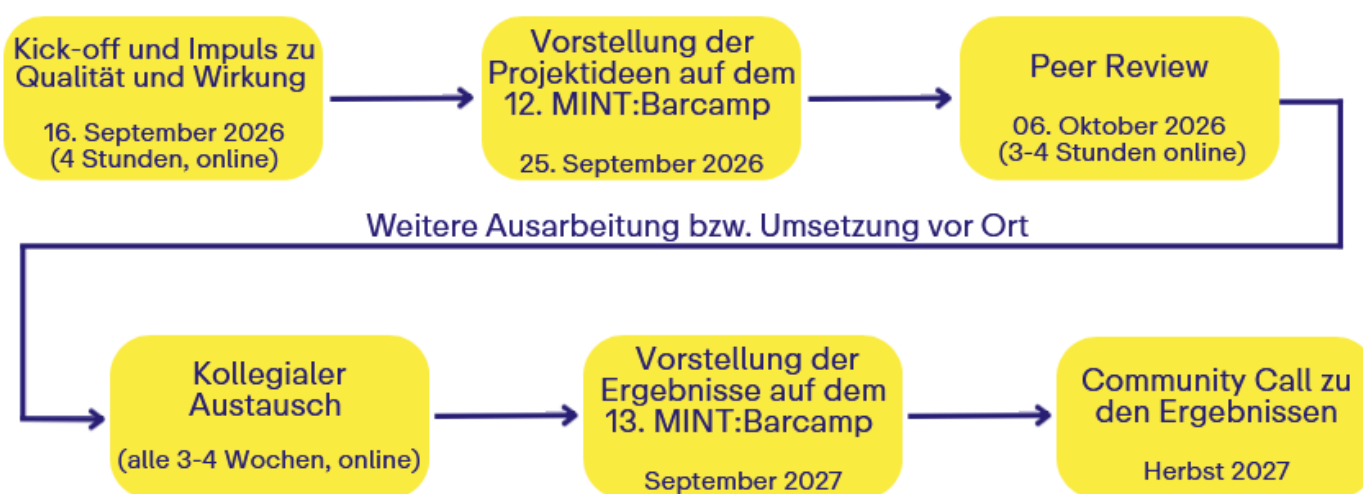 Kick-off und Impuls zu
Qualität und Wirkung
16. September 2026
(4 Stunden, online)
Vorstellung der
Projektideen auf dem
12. MINT:Barcamp
25. September 2026
Peer Review
06. Oktober 2026
(3-4 Stunden online)
Weitere Ausarbeitung bzw. Umsetzung vor Ort
Kollegialer
Austausch
(alle 3-4 Wochen, online)
Vorstellung der
Ergebnisse auf dem
13. MINT:Barcamp
September 2027
Community Call zu
den Ergebnissen
Herbst 2027